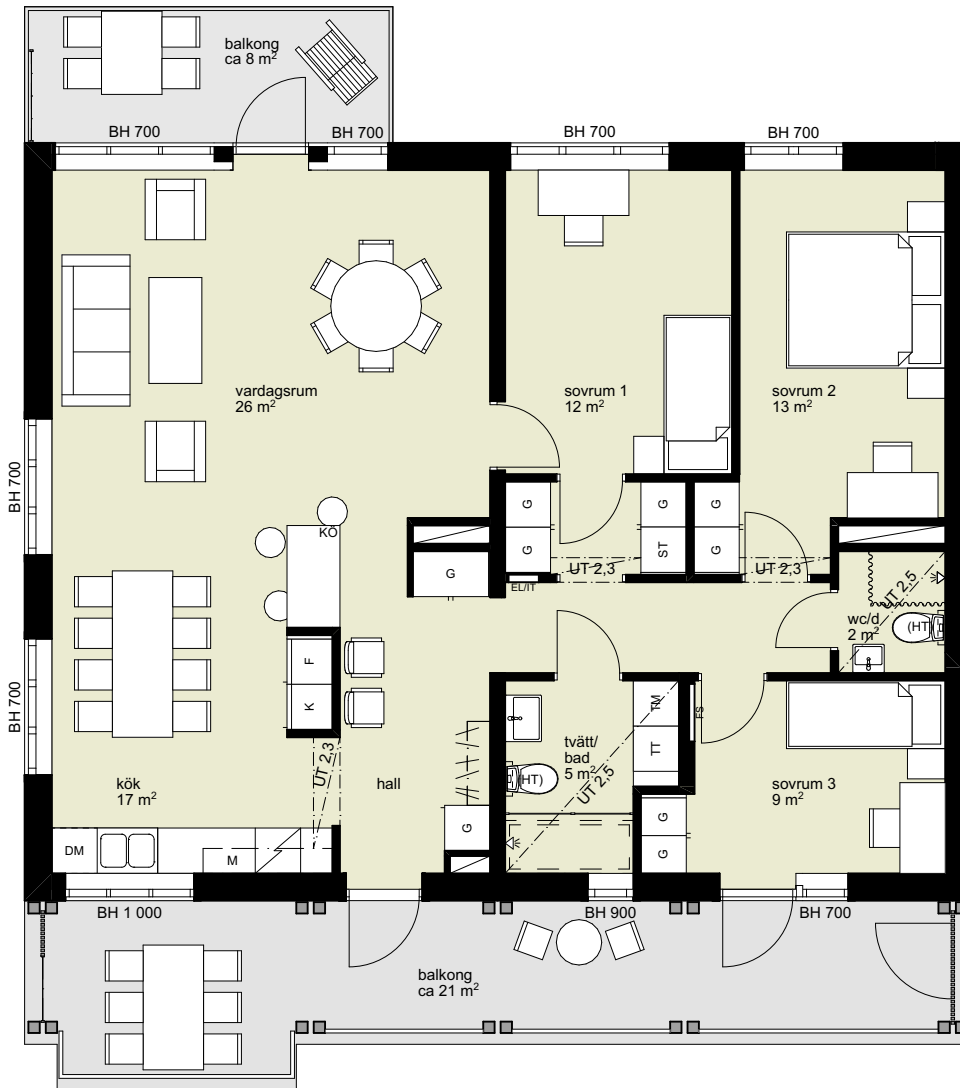 balkong
ca 8 m²
BH 700
BH 700
BH 700
BH 700
vardagsrum
26 m²
sovrum 1
12 m²
sovrum 2
13 m²
BH 700
KÖ
G
G
G
G
ST
G
G
EL/IT
UT 2,3
UT 2,3
UT 2,5
wc/d
2 m²
(HT)
F
K
BH 700
UT 2,3
kök
17 m²
hall
G
tvätt/
bad
5 m²
(HT)
UT 2,5
TM
TT
FS
sovrum 3
9 m²
G
G
DM
M
BH 1 000
BH 900
BH 700
balkong
ca 21 m²